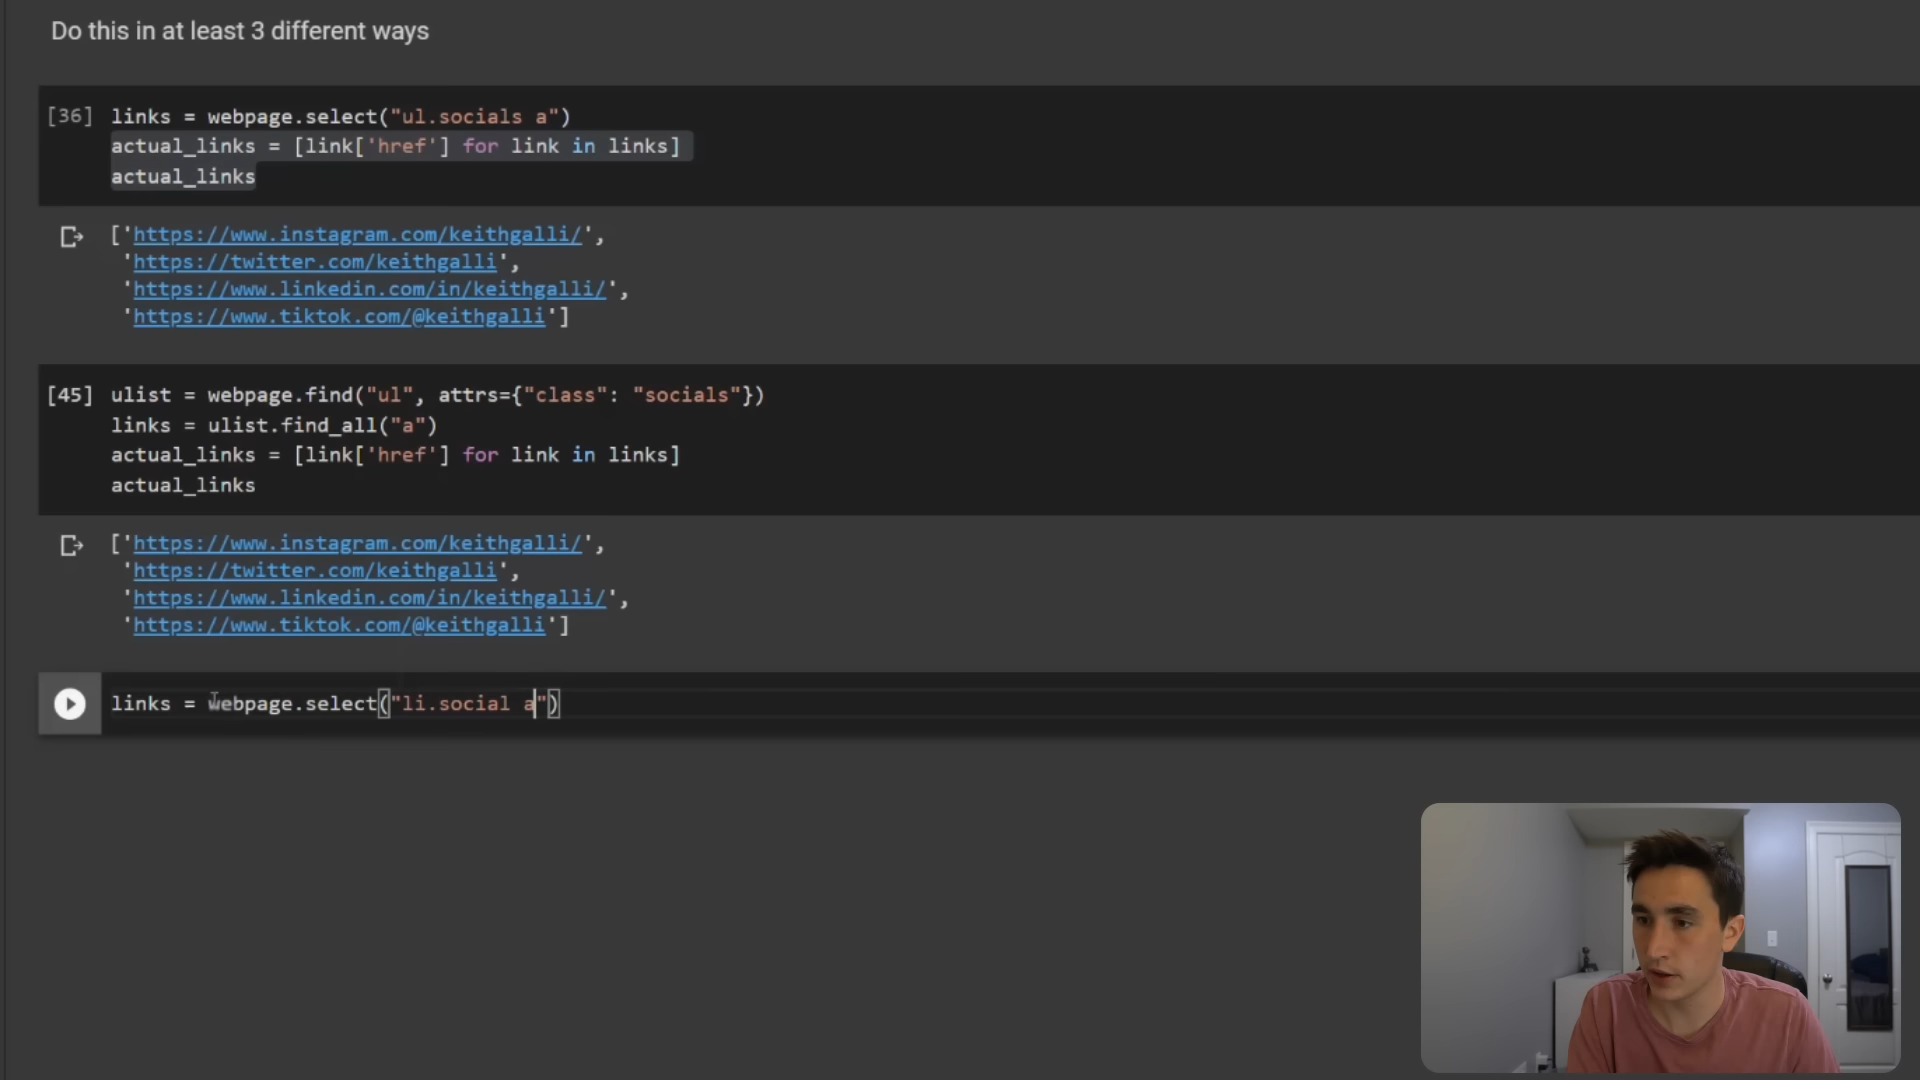 Do this in at least 3 different ways
[36] links = webpage.select("ul.socials a")
actual_links = [link['href'] for link in links]
actual_links
['https://www.instagram.com/keithgalli/',
'https://twitter.com/keithgalli',
'https://www.linkedin.com/in/keithgalli/',
'https://www.tiktok.com/@keithgalli']
[45] ulist = webpage.find("ul", attrs={"class": "socials"})
links = ulist.find_all("a")
actual_links = [link['href'] for link in links]
actual_links
['https://www.instagram.com/keithgalli/',
'https://twitter.com/keithgalli',
'https://www.linkedin.com/in/keithgalli/',
'https://www.tiktok.com/@keithgalli']
links = webpage.select("li.social a")